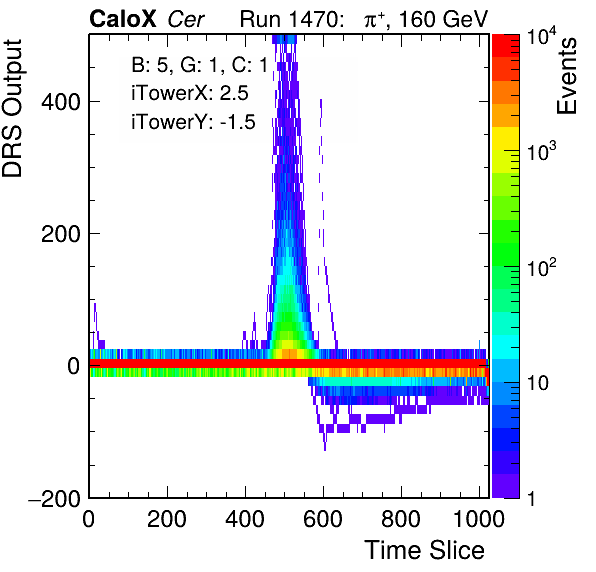 CaloX Cer Run 1470: π⁺, 160 GeV
B: 5, G: 1, C: 1
iTowerX: 2.5
iTowerY: -1.5
DRS Output
400
200
0
−200
0 200 400 600 800 1000
Time Slice
Events
10⁴
10³
10²
10
1